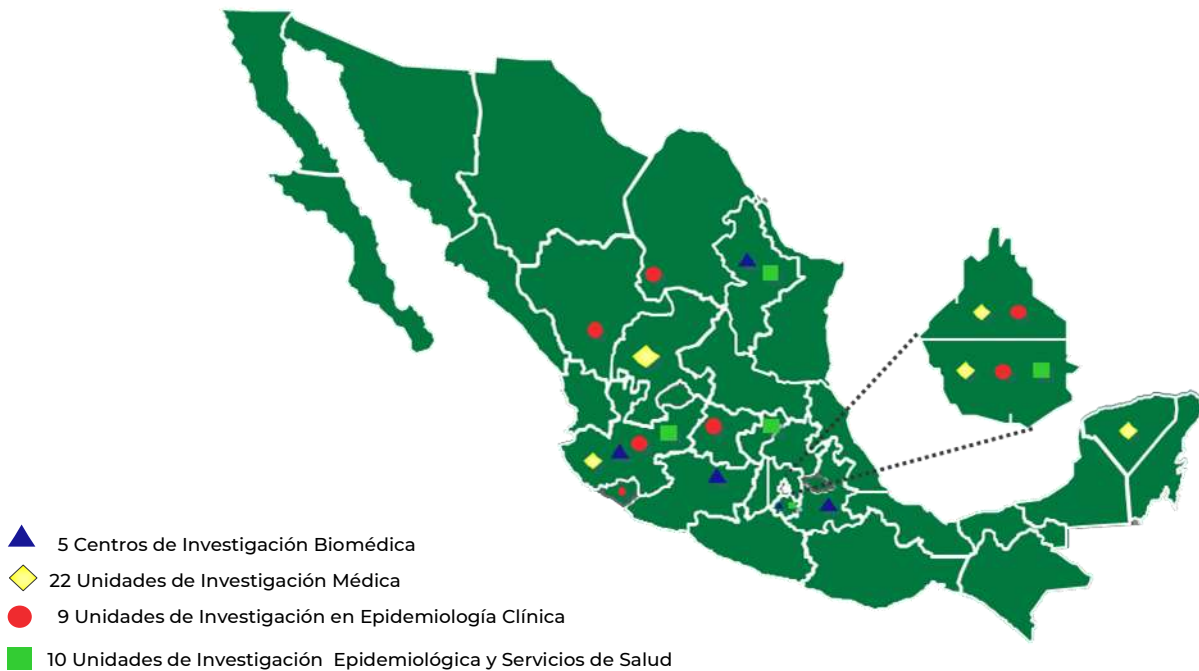 5 Centros de Investigación Biomédica
22 Unidades de Investigación Médica
9 Unidades de Investigación en Epidemiología Clínica
10 Unidades de Investigación Epidemiológica y Servicios de Salud